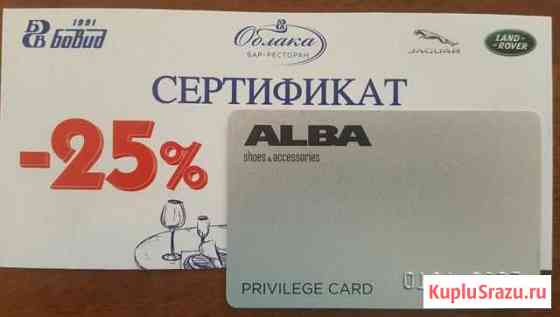 1991
БоВид
Облака
БАР-РЕСТОРАН
JAGUAR
LAND-
ROVER
СЕРТИФИКАТ
-25%
ALBA
shoes & accessories
PRIVILEGE CARD
KupluSrazu.ru